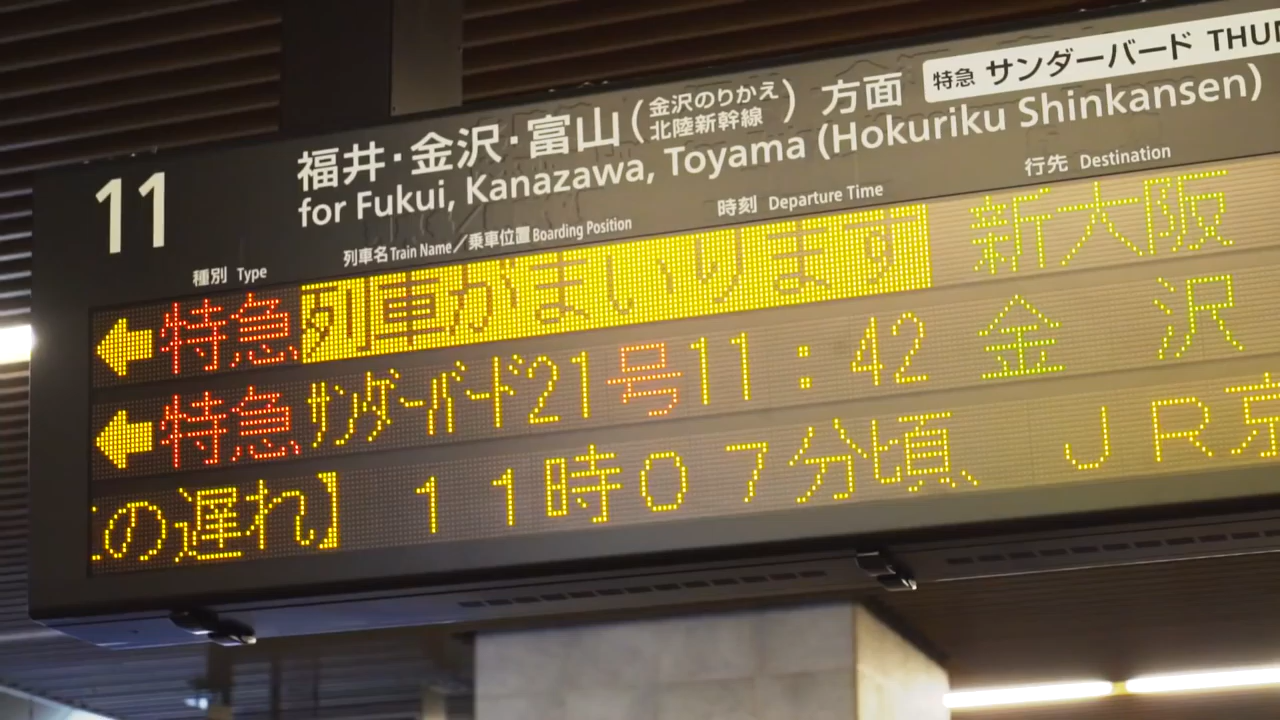 11
福井・金沢・富山（金沢のりかえ 北陸新幹線）方面
特急 サンダーバード
for Fukui, Kanazawa, Toyama (Hokuriku Shinkansen)
種別 Type 列車名 Train Name／乗車位置 Boarding Position 時刻 Departure Time 行先 Destination
← 特急 列車がまいります 新大阪
← 特急 サンダーバード21号 11:42 金 沢
の遅れ】 11時07分頃、JR京